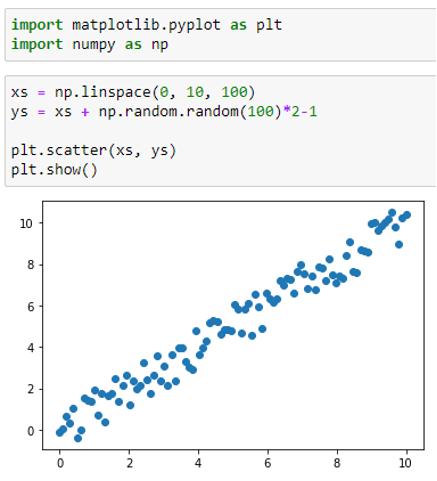 import matplotlib.pyplot as plt
import numpy as np
xs = np.linspace(0, 10, 100)
ys = xs + np.random.random(100)*2-1
plt.scatter(xs, ys)
plt.show()
10
8
6
4
2
0
0 2 4 6 8 10